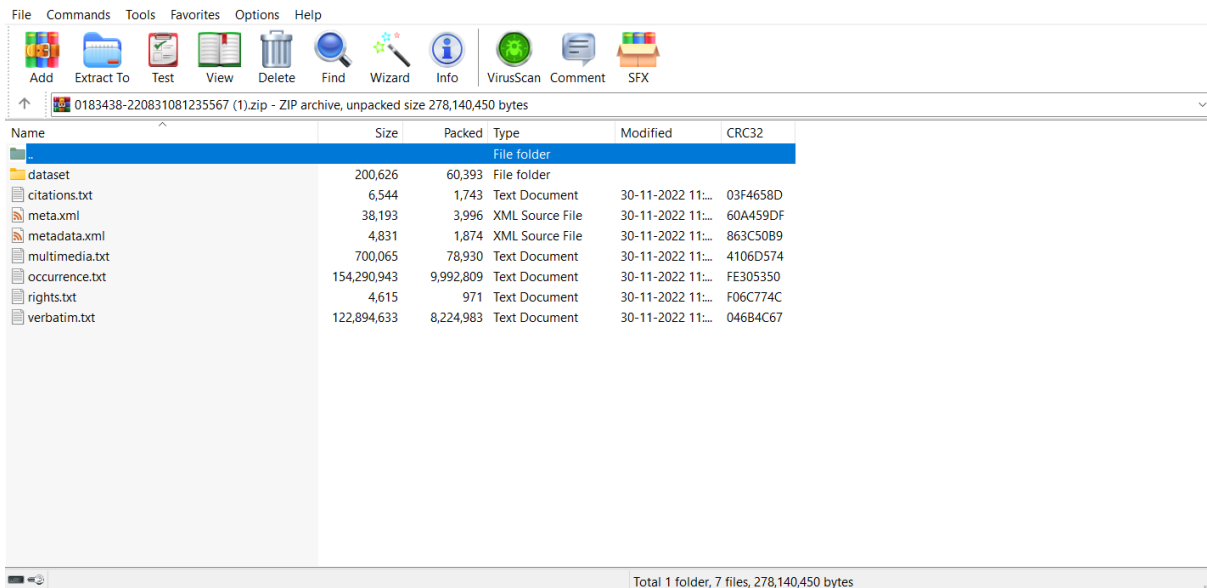 File Commands Tools Favorites Options Help
Add Extract To Test View Delete Find Wizard Info VirusScan Comment SFX
0183438-220831081235567 (1).zip - ZIP archive, unpacked size 278,140,450 bytes
Name Size Packed Type Modified CRC32
.. File folder
dataset 200,626 60,393 File folder
citations.txt 6,544 1,743 Text Document 30-11-2022 11:... 03F4658D
meta.xml 38,193 3,996 XML Source File 30-11-2022 11:... 60A459DF
metadata.xml 4,831 1,874 XML Source File 30-11-2022 11:... 863C50B9
multimedia.txt 700,065 78,930 Text Document 30-11-2022 11:... 4106D574
occurrence.txt 154,290,943 9,992,809 Text Document 30-11-2022 11:... FE305350
rights.txt 4,615 971 Text Document 30-11-2022 11:... F06C774C
verbatim.txt 122,894,633 8,224,983 Text Document 30-11-2022 11:... 046B4C67
Total 1 folder, 7 files, 278,140,450 bytes